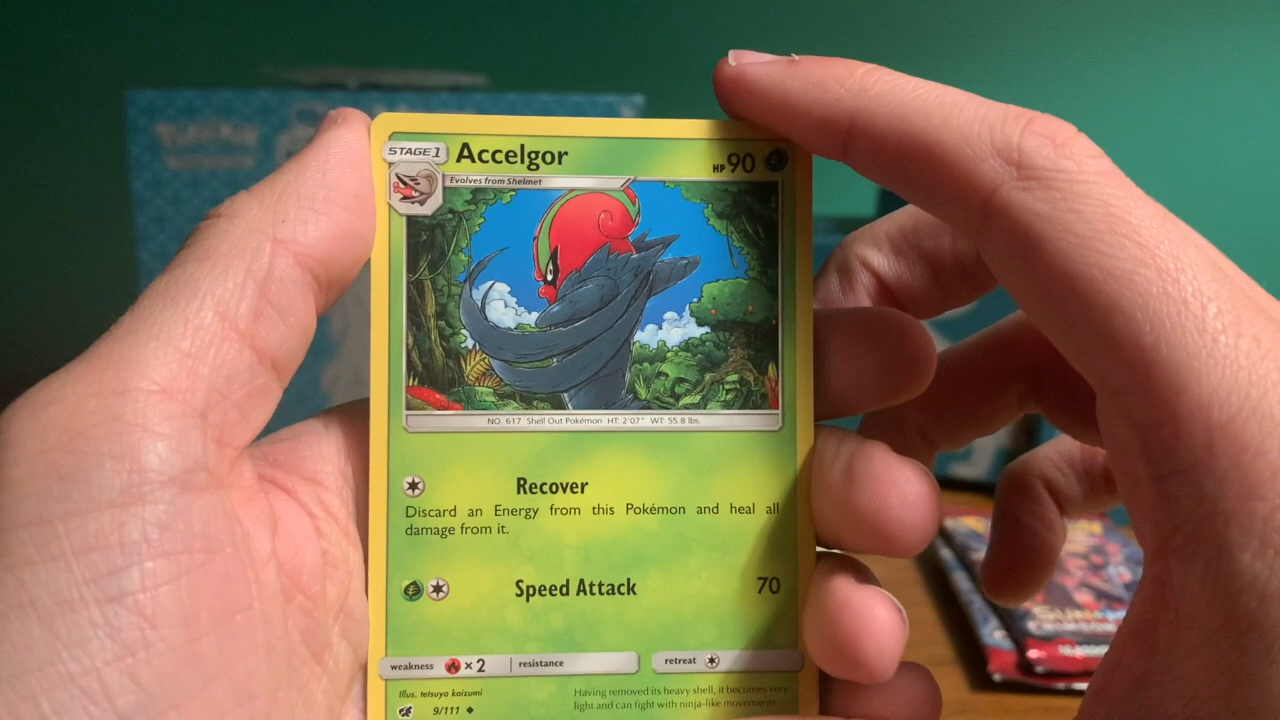 Pokémon
STAGE 1 Accelgor HP 90
Evolves from Shelmet
NO. 617 Shell Out Pokémon HT: 2'07" WT: 55.8 lbs.
Recover
Discard an Energy from this Pokémon and heal all
damage from it.
Speed Attack 70
weakness ×2 resistance retreat
Illus. tetsuya koizumi
9/111 ◆
Having removed its heavy shell, it becomes very
light and can fight with ninja-like movements.
SUN